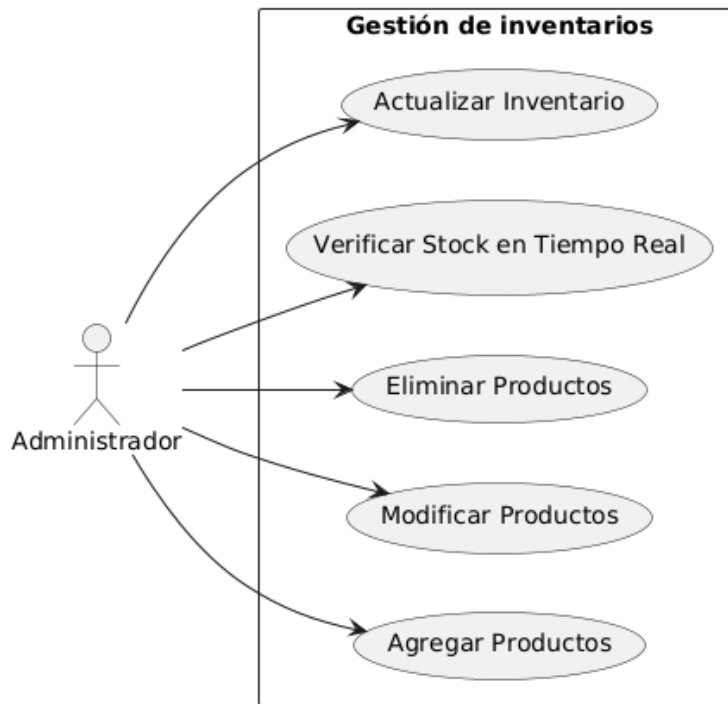 Gestión de inventarios
Actualizar Inventario
Verificar Stock en Tiempo Real
Eliminar Productos
Administrador
Modificar Productos
Agregar Productos